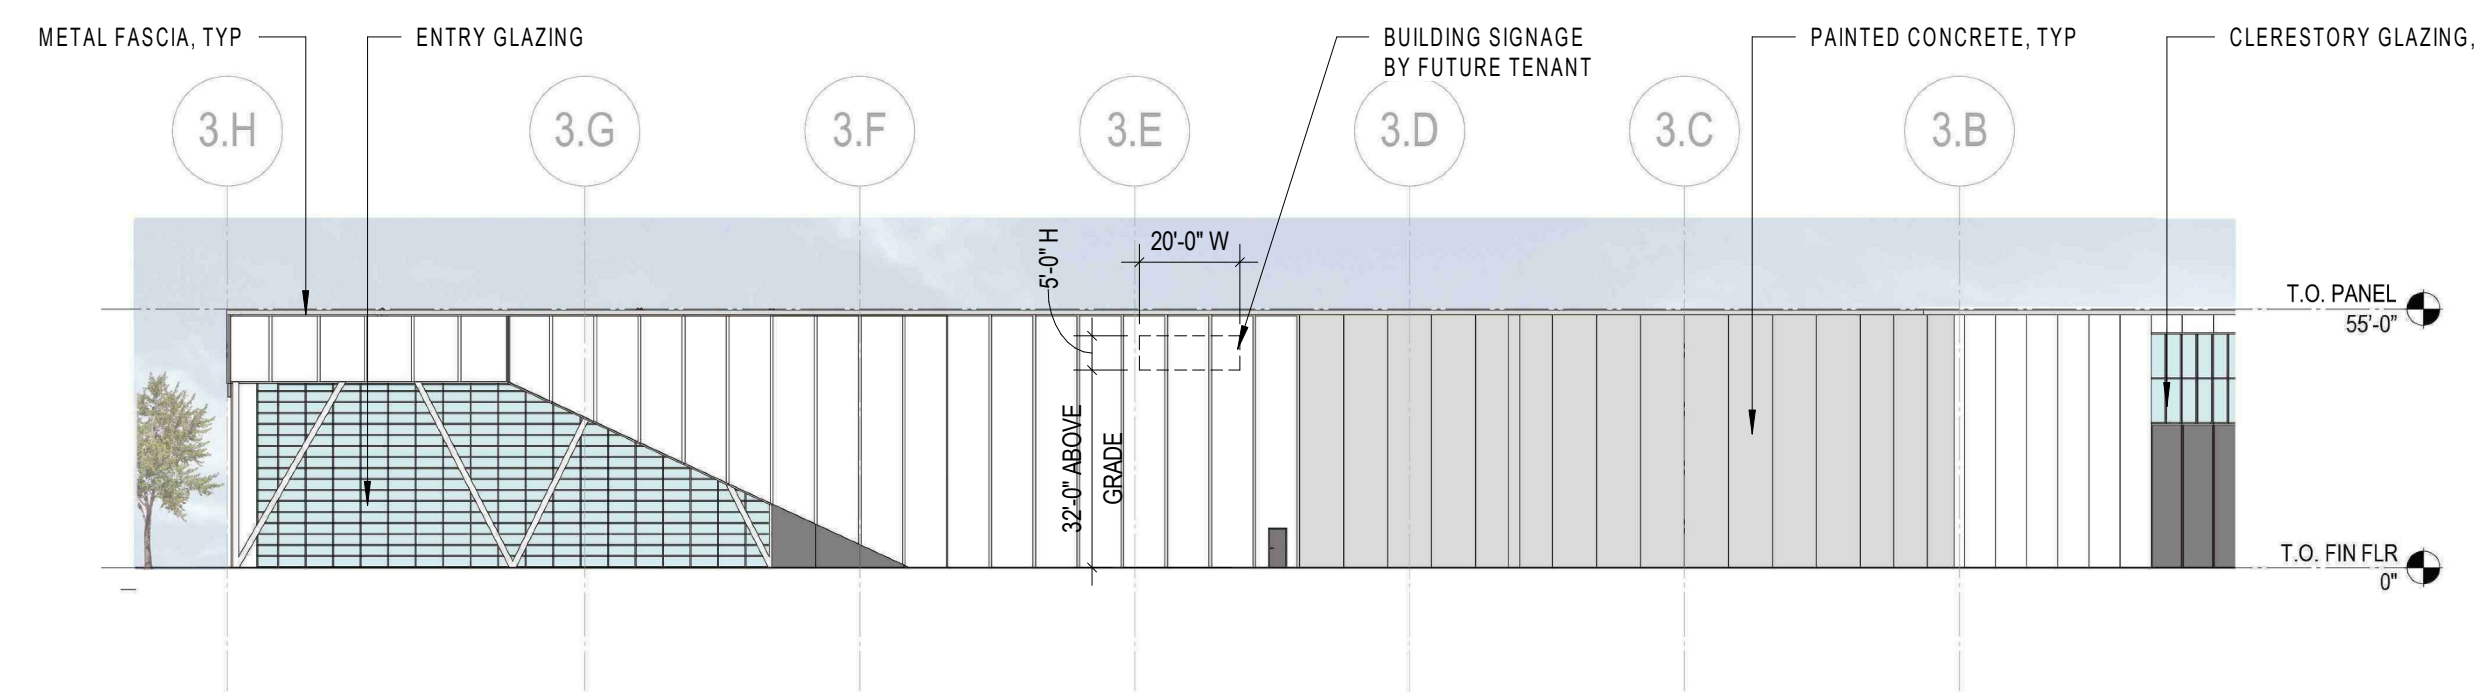 METAL FASCIA, TYP
ENTRY GLAZING
BUILDING SIGNAGE
BY FUTURE TENANT
PAINTED CONCRETE, TYP
CLERESTORY GLAZING,
3.H
3.G
3.F
3.E
3.D
3.C
3.B
5'-0" H
20'-0" W
32'-0" ABOVE
GRADE
T.O. PANEL
55'-0"
T.O. FIN FLR
0"